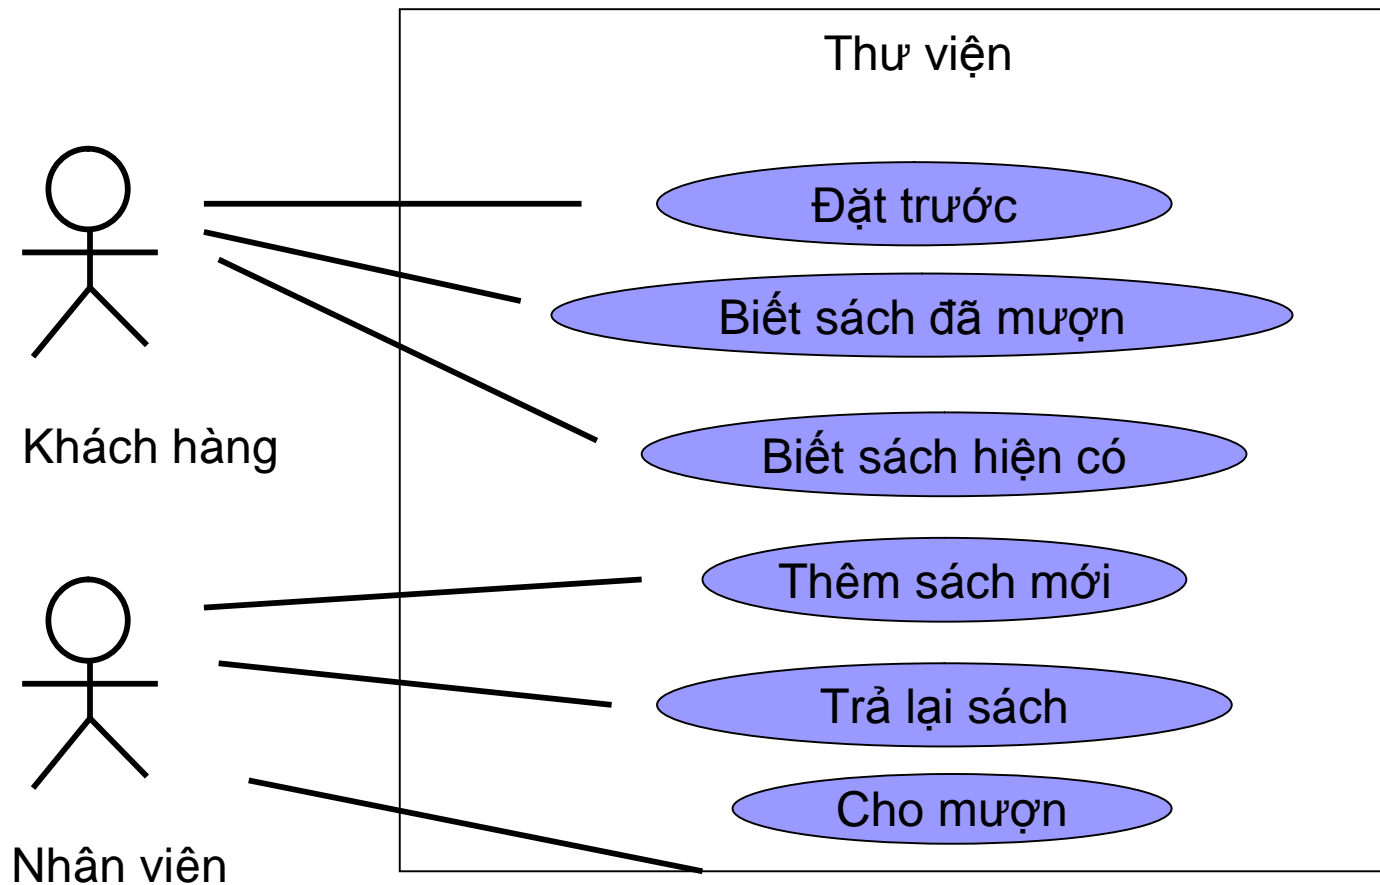 Thư viện
Đặt trước
Biết sách đã mượn
Khách hàng
Biết sách hiện có
Thêm sách mới
Trả lại sách
Cho mượn
Nhân viên